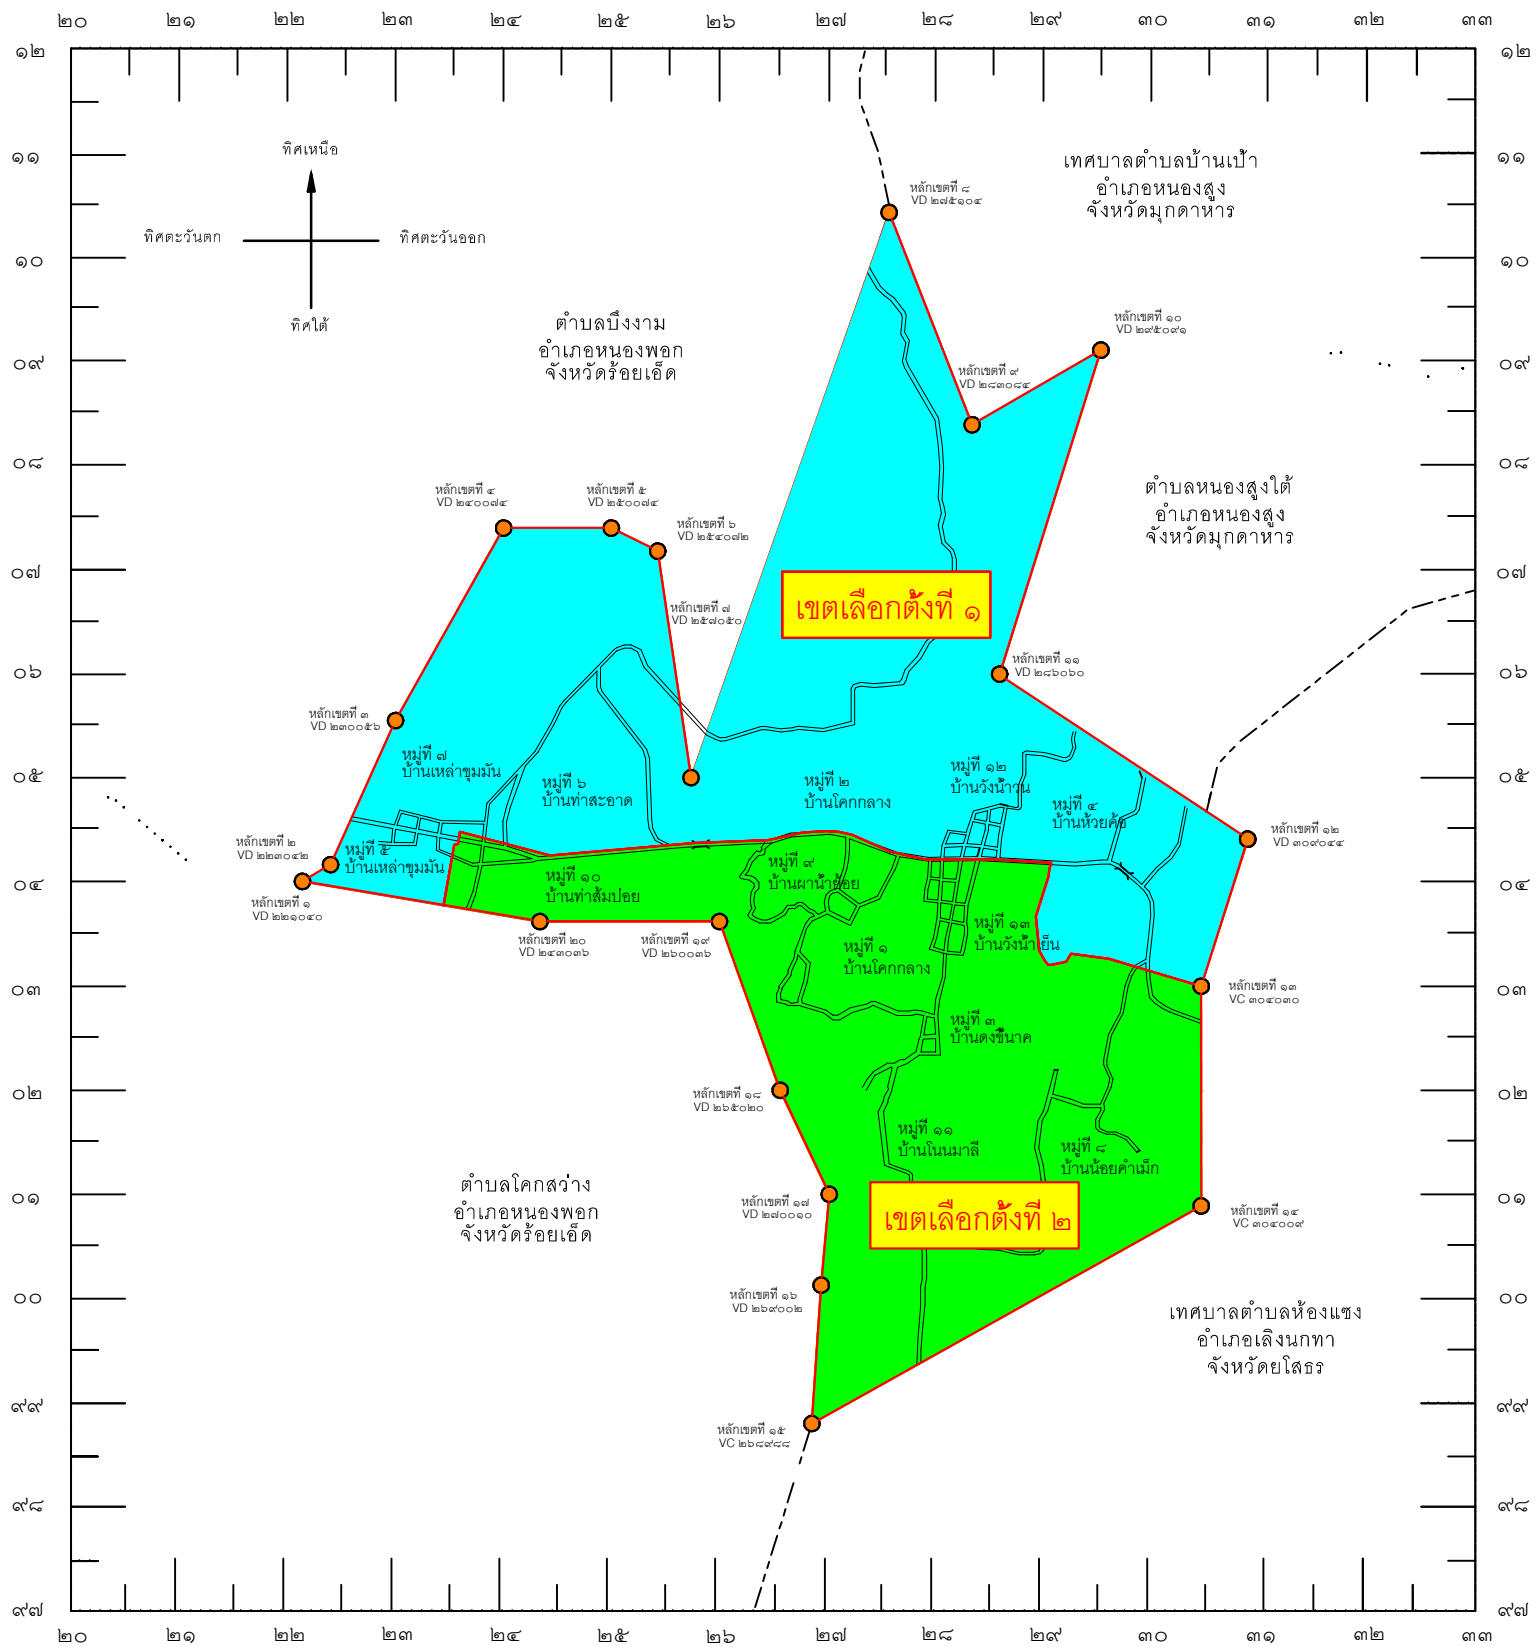 ๒๐ ๒๑ ๒๒ ๒๓ ๒๔ ๒๕ ๒๖ ๒๗ ๒๘ ๒๙ ๓๐ ๓๑ ๓๒ ๓๓
๑๒ ๑๒
ทิศเหนือ
๑๑ ๑๑
เทศบาลตำบลบ้านเป้า
อำเภอหนองสูง
จังหวัดมุกดาหาร
หลักเขตที่ ๘
VD ๒๗๕๑๐๔
ทิศตะวันตก ทิศตะวันออก
๑๐ ๑๐
ทิศใต้
ตำบลบึงงาม
อำเภอหนองพอก
จังหวัดร้อยเอ็ด
หลักเขตที่ ๑๐
VD ๒๙๕๐๙๑
๐๙ ๐๙
หลักเขตที่ ๙
VD ๒๘๓๐๘๔
๐๘ ๐๘
หลักเขตที่ ๔
VD ๒๔๐๐๗๔
หลักเขตที่ ๕
VD ๒๕๐๐๗๔
หลักเขตที่ ๖
VD ๒๕๔๐๗๒
ตำบลหนองสูงใต้
อำเภอหนองสูง
จังหวัดมุกดาหาร
๐๗ ๐๗
หลักเขตที่ ๗
VD ๒๕๗๐๕๐
เขตเลือกตั้งที่ ๑
๐๖ ๐๖
หลักเขตที่ ๑๑
VD ๒๘๖๐๖๐
หลักเขตที่ ๓
VD ๒๓๐๐๕๖
หมู่ที่ ๗
บ้านเหล่าขุมมัน
หมู่ที่ ๖
บ้านท่าสะอาด
หมู่ที่ ๒
บ้านโคกกลาง
หมู่ที่ ๑๒
บ้านวังน้ำวน
๐๕ ๐๕
หมู่ที่ ๔
บ้านห้วยค้อ
หลักเขตที่ ๒
VD ๒๒๓๐๔๒
หมู่ที่ ๕
บ้านเหล่าขุมมัน
หลักเขตที่ ๑๒
VD ๓๐๙๐๔๔
๐๔ ๐๔
หมู่ที่ ๑๐
บ้านท่าส้มป่อย
หมู่ที่ ๙
บ้านผาน้ำย้อย
หลักเขตที่ ๑
VD ๒๒๑๐๔๐
หลักเขตที่ ๒๐
VD ๒๔๓๐๓๖
หลักเขตที่ ๑๙
VD ๒๖๐๐๓๖
หมู่ที่ ๑
บ้านโคกกลาง
หมู่ที่ ๑๓
บ้านวังน้ำเย็น
๐๓ ๐๓
หลักเขตที่ ๑๓
VC ๓๐๔๐๓๐
หมู่ที่ ๓
บ้านดงขี้นาค
๐๒ ๐๒
หลักเขตที่ ๑๘
VD ๒๖๕๐๒๐
หมู่ที่ ๑๑
บ้านโนนมาลี
หมู่ที่ ๘
บ้านน้อยคำเม็ก
ตำบลโคกสว่าง
อำเภอหนองพอก
จังหวัดร้อยเอ็ด
๐๑ ๐๑
หลักเขตที่ ๑๗
VD ๒๗๐๐๑๐
เขตเลือกตั้งที่ ๒
หลักเขตที่ ๑๔
VC ๓๐๔๐๐๙
๐๐ ๐๐
หลักเขตที่ ๑๖
VD ๒๖๙๐๐๒
เทศบาลตำบลห้องแซง
อำเภอเลิงนกทา
จังหวัดยโสธร
๙๙ ๙๙
หลักเขตที่ ๑๕
VC ๒๖๘๙๘๘
๙๘ ๙๘
๙๗ ๙๗
๒๐ ๒๑ ๒๒ ๒๓ ๒๔ ๒๕ ๒๖ ๒๗ ๒๘ ๒๙ ๓๐ ๓๑ ๓๒ ๓๓